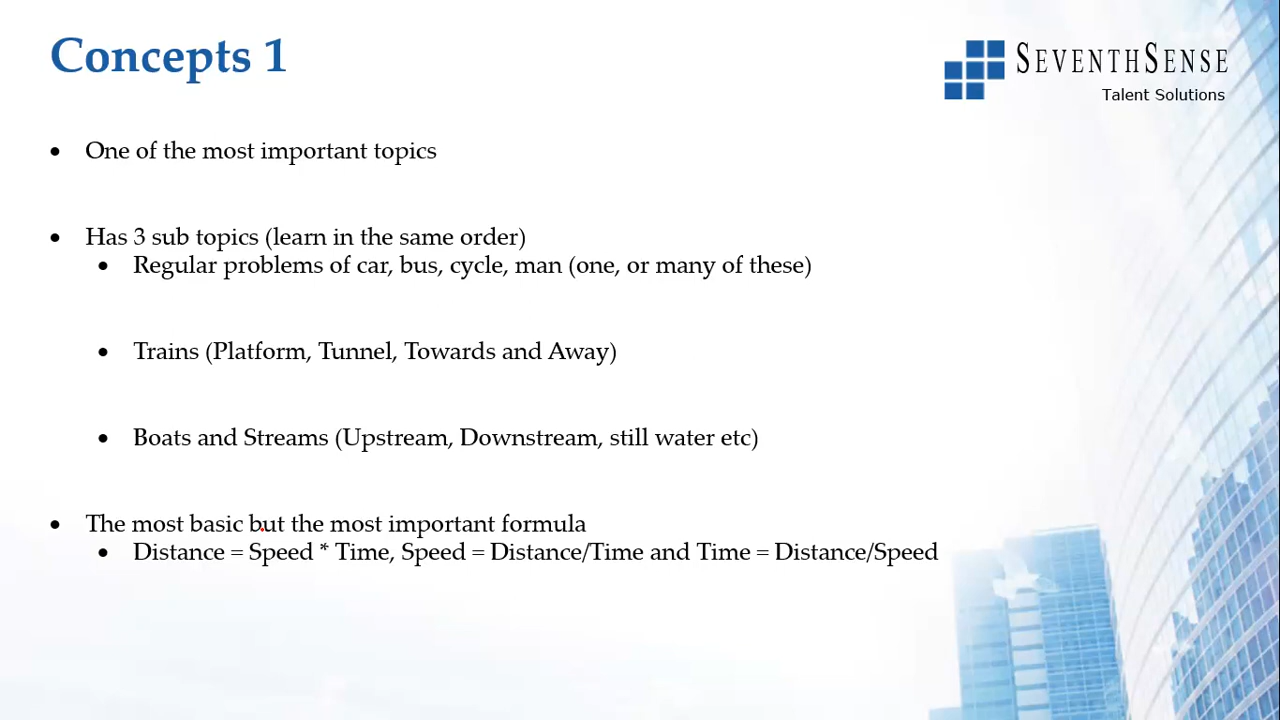 Concepts 1
SEVENTHSENSE
Talent Solutions
• One of the most important topics
• Has 3 sub topics (learn in the same order)
• Regular problems of car, bus, cycle, man (one, or many of these)
• Trains (Platform, Tunnel, Towards and Away)
• Boats and Streams (Upstream, Downstream, still water etc)
• The most basic but the most important formula
• Distance = Speed * Time, Speed = Distance/Time and Time = Distance/Speed